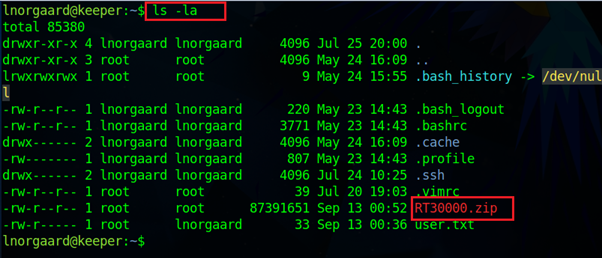 lnorgaard@keeper:~$ ls -la
total 85380
drwxr-xr-x 4 lnorgaard lnorgaard     4096 Jul 25 20:00 .
drwxr-xr-x 3 root      root          4096 May 24 16:09 ..
lrwxrwxrwx 1 root      root             9 May 24 15:55 .bash_history -> /dev/nul
l
-rw-r--r-- 1 lnorgaard lnorgaard      220 May 23 14:43 .bash_logout
-rw-r--r-- 1 lnorgaard lnorgaard     3771 May 23 14:43 .bashrc
drwx------ 2 lnorgaard lnorgaard     4096 May 24 16:09 .cache
-rw------- 1 lnorgaard lnorgaard      807 May 23 14:43 .profile
drwx------ 2 lnorgaard lnorgaard     4096 Jul 24 10:25 .ssh
-rw-r--r-- 1 root      root            39 Jul 20 19:03 .vimrc
-rw-r--r-- 1 root      root      87391651 Sep 13 00:52 RT30000.zip
-rw-r----- 1 root      lnorgaard       33 Sep 13 00:36 user.txt
lnorgaard@keeper:~$